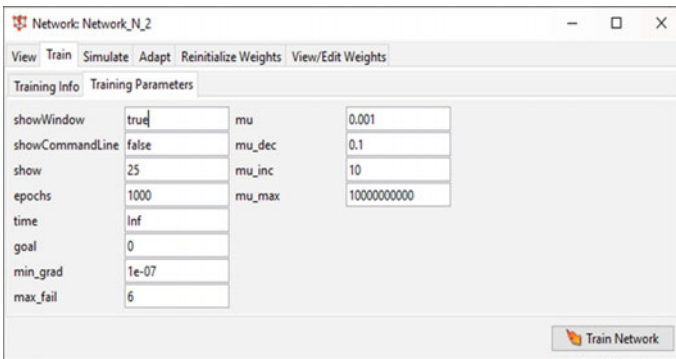 Network: Network_N_2
View Train Simulate Adapt Reinitialize Weights View/Edit Weights
Training Info Training Parameters
showWindow true mu 0.001
showCommandLine false mu_dec 0.1
show 25 mu_inc 10
epochs 1000 mu_max 10000000000
time Inf
goal 0
min_grad 1e-07
max_fail 6
Train Network